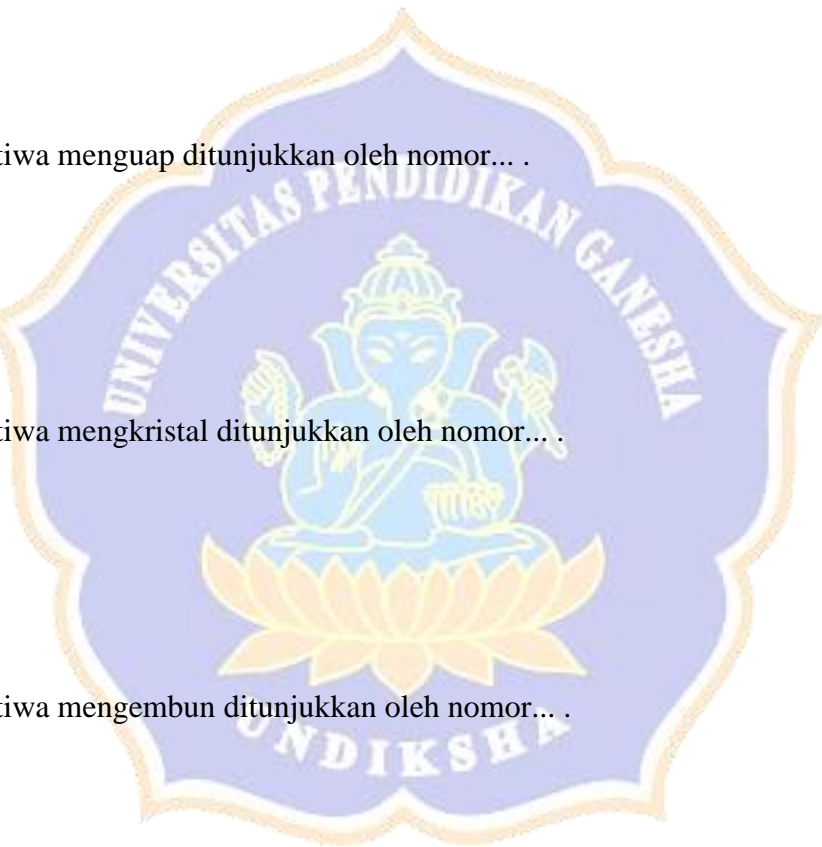 tiwa menguap ditunjukkan oleh nomor... .
UNIVERSITAS PENDIDIKAN GANESHA
tiwa mengkristal ditunjukkan oleh nomor... .
tiwa mengembun ditunjukkan oleh nomor... .
UNDIKSHA